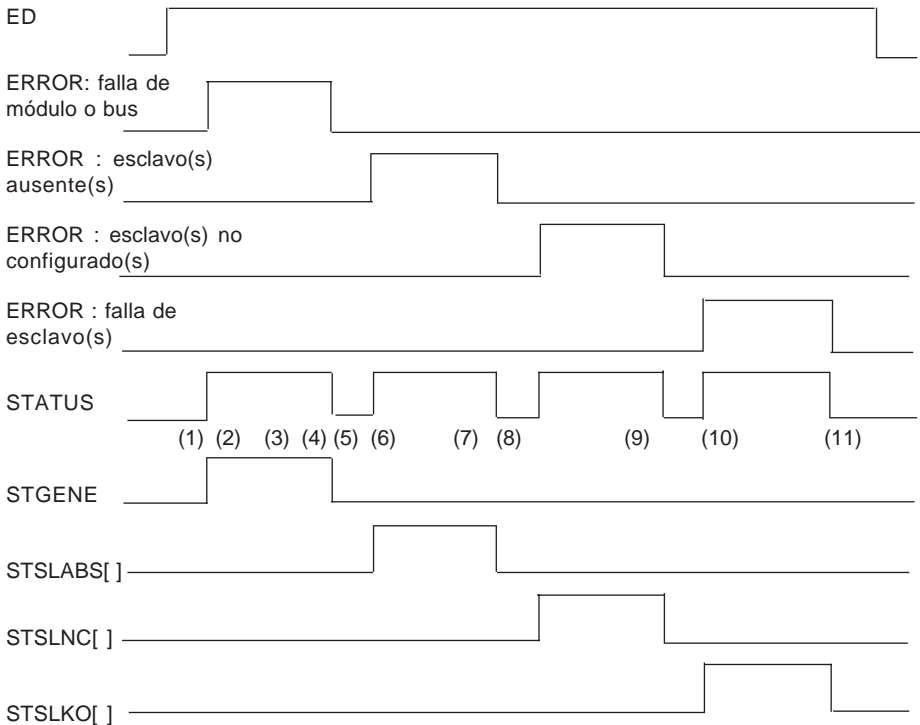 ED
ERROR: falla de
módulo o bus
ERROR : esclavo(s)
ausente(s)
ERROR : esclavo(s) no
configurado(s)
ERROR : falla de
esclavo(s)
STATUS
(1) (2) (3) (4) (5) (6) (7) (8) (9) (10) (11)
STGENE
STSLABS[ ]
STSLNC[ ]
STSLKO[ ]